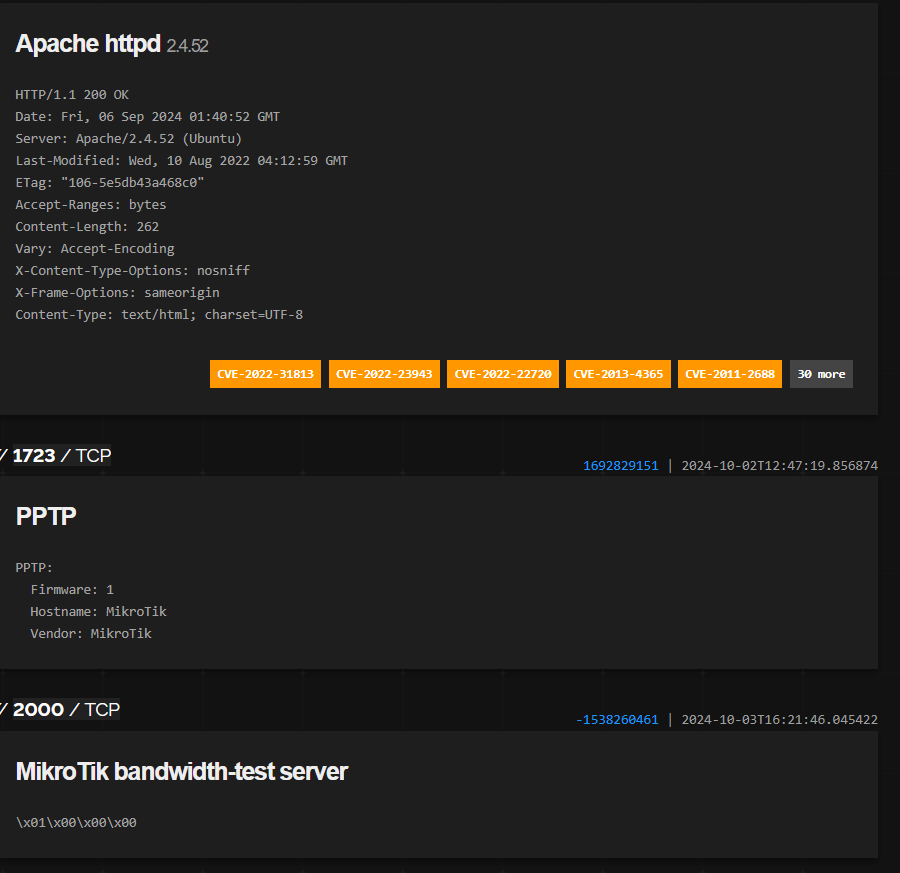 Apache httpd 2.4.52
HTTP/1.1 200 OK
Date: Fri, 06 Sep 2024 01:40:52 GMT
Server: Apache/2.4.52 (Ubuntu)
Last-Modified: Wed, 10 Aug 2022 04:12:59 GMT
ETag: "106-5e5db43a468c0"
Accept-Ranges: bytes
Content-Length: 262
Vary: Accept-Encoding
X-Content-Type-Options: nosniff
X-Frame-Options: sameorigin
Content-Type: text/html; charset=UTF-8
CVE-2022-31813 CVE-2022-23943 CVE-2022-22720 CVE-2013-4365 CVE-2011-2688 30 more
/ 1723 / TCP
1692829151 | 2024-10-02T12:47:19.856874
PPTP
PPTP:
Firmware: 1
Hostname: MikroTik
Vendor: MikroTik
/ 2000 / TCP
-1538260461 | 2024-10-03T16:21:46.045422
MikroTik bandwidth-test server
\x01\x00\x00\x00